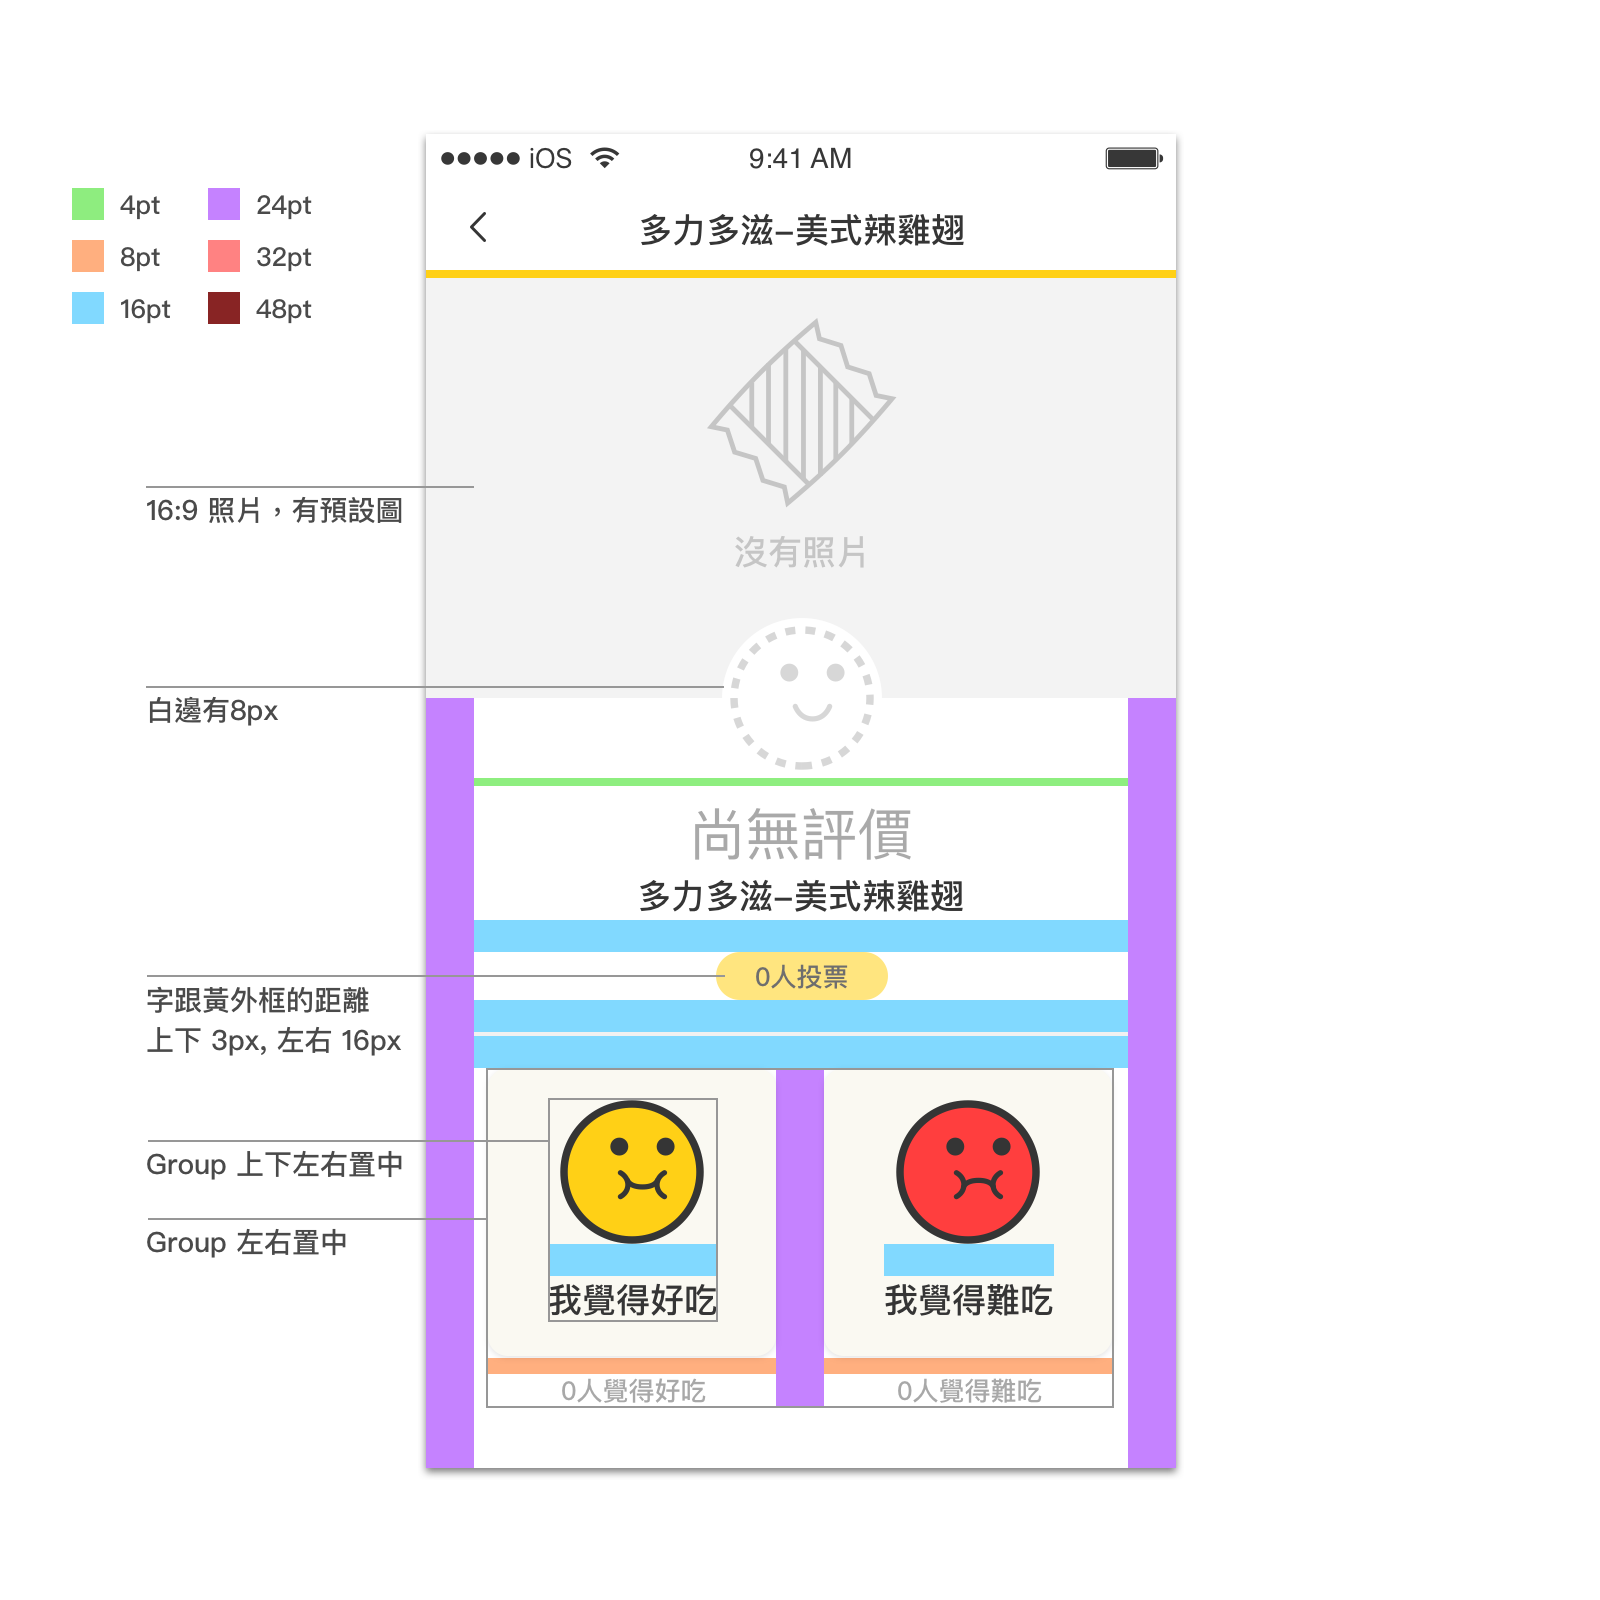 iOS 9:41 AM
多力多滋–美式辣雞翅
4pt 24pt
8pt 32pt
16pt 48pt
沒有照片
16:9 照片，有預設圖
白邊有8px
尚無評價
多力多滋–美式辣雞翅
0人投票
字跟黃外框的距離
上下 3px, 左右 16px
Group 上下左右置中
Group 左右置中
我覺得好吃 我覺得難吃
0人覺得好吃 0人覺得難吃